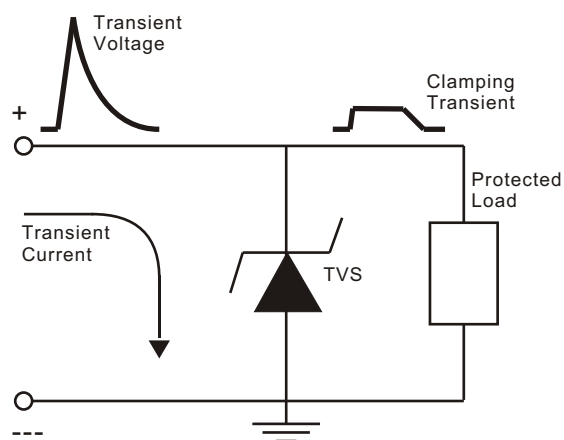 Transient
Voltage
Clamping
Transient
+
Protected
Load
Transient
Current
TVS
---